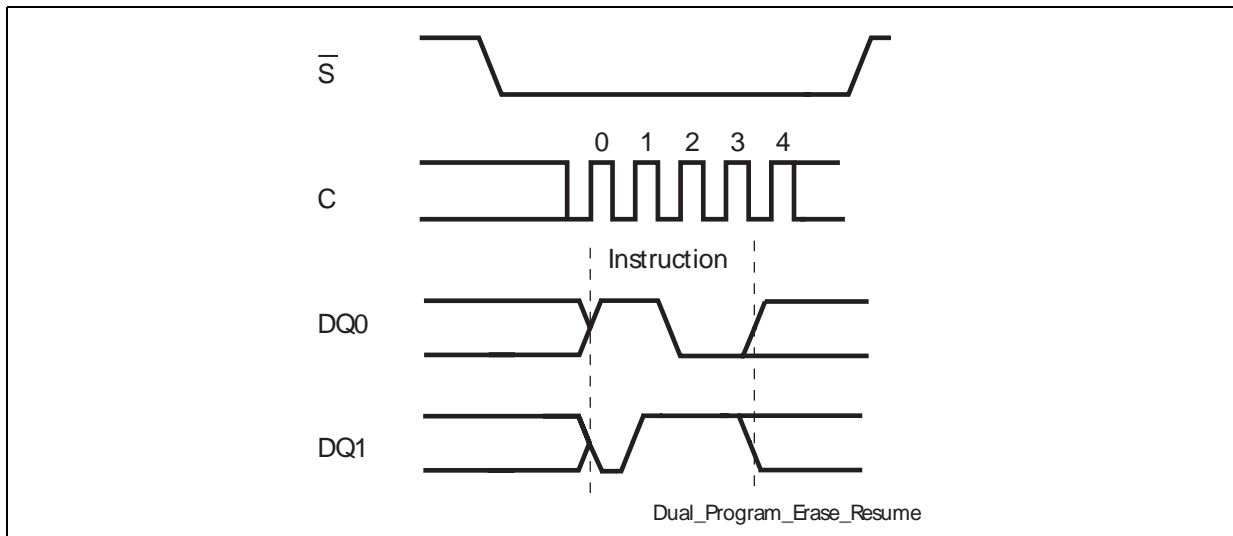 S̅
0 1 2 3 4
C
Instruction
DQ0
DQ1
Dual_Program_Erase_Resume